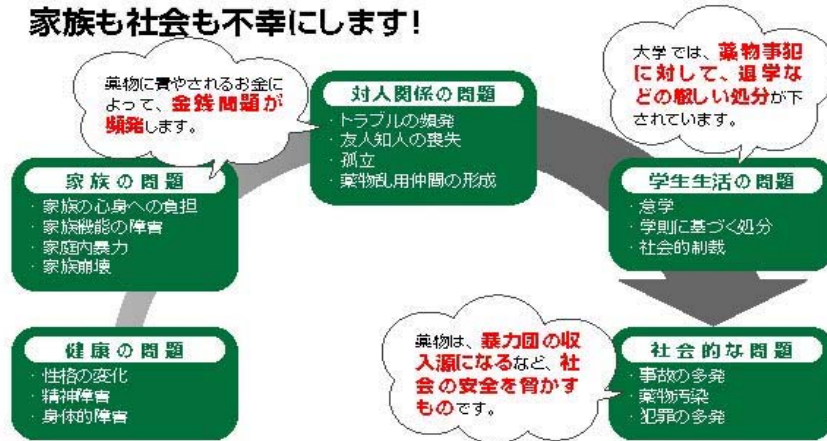 家族も社会も不幸にします!
薬物に費やされるお金に
よって、金銭問題が
頻発します。
対人関係の問題
・トラブルの頻発
・友人知人の喪失
・孤立
・薬物乱用仲間の形成
大学では、薬物事犯
に対して、退学な
どの厳しい処分が下
されています。
家族の問題
・家族の心身への負担
・家族機能の障害
・家庭内暴力
・家族崩壊
学生生活の問題
・怠学
・学則に基づく処分
・社会的制裁
健康の問題
・性格の変化
・精神障害
・身体的障害
薬物は、暴力団の収
入源になるなど、社
会の安全を脅かす
ものです。
社会的な問題
・事故の多発
・薬物汚染
・犯罪の多発